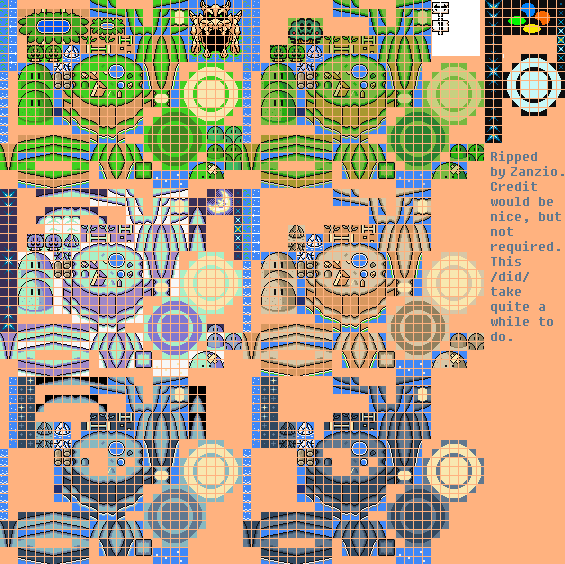 Ripped
by Zanzio.
Credit
would be
nice, but
not
required.
This
/did/
take
quite a
while to
do.